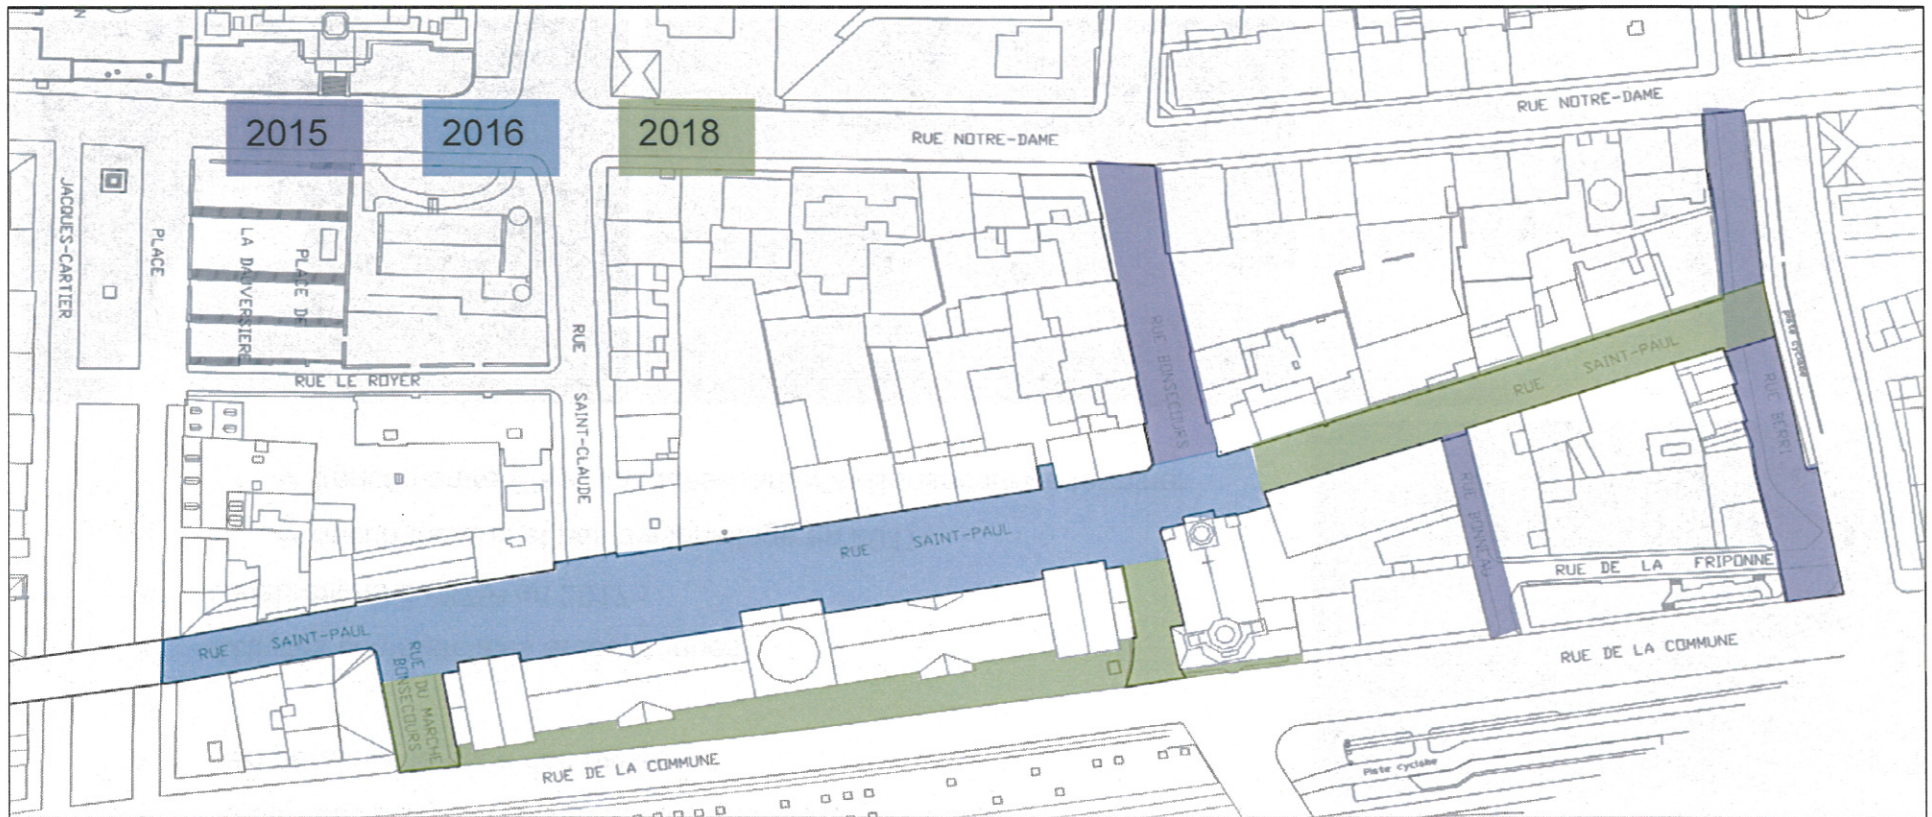 2015
2016
2018
RUE NOTRE-DAME
RUE NOTRE-DAME
JACQUES-CARTIER
PLACE
PLACE DE
LA DAUVERSIERE
RUE LE ROYER
RUE
SAINT-CLAUDE
RUE BONSECOURS
RUE SAINT-PAUL
piste cyclable
RUE BERRI
RUE SAINT-PAUL
RUE BONNEAU
RUE DE LA FRIPONNE
RUE SAINT-PAUL
RUE DU MARCHE
BONSECOURS
RUE DE LA COMMUNE
RUE DE LA COMMUNE
Piste cyclable